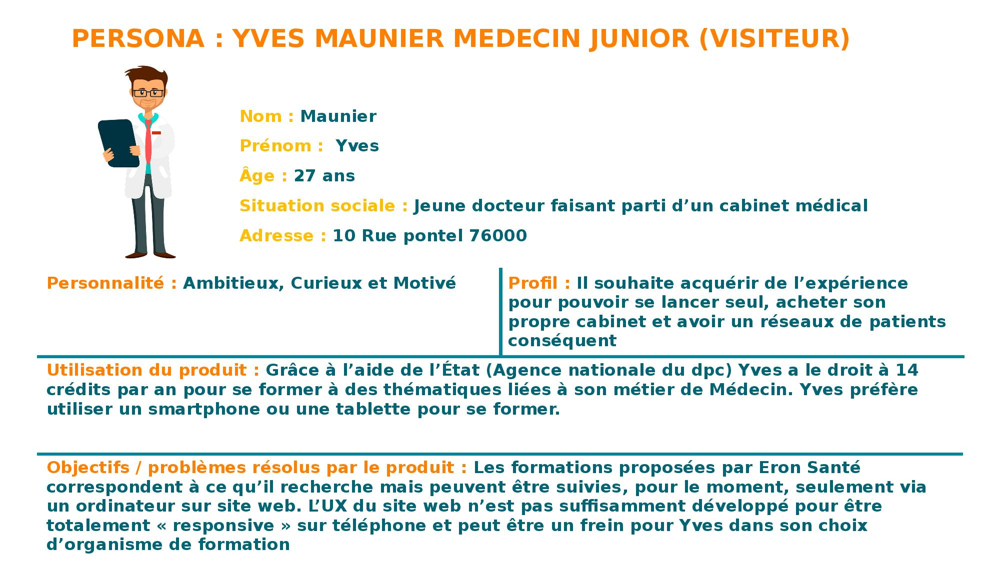 PERSONA : YVES MAUNIER MEDECIN JUNIOR (VISITEUR)
Nom : Maunier
Prénom :  Yves
Âge : 27 ans
Situation sociale : Jeune docteur faisant parti d’un cabinet médical
Adresse : 10 Rue pontel 76000
Personnalité : Ambitieux, Curieux et Motivé
Profil : Il souhaite acquérir de l’expérience
pour pouvoir se lancer seul, acheter son
propre cabinet et avoir un réseaux de patients
conséquent
Utilisation du produit : Grâce à l’aide de l’État (Agence nationale du dpc) Yves a le droit à 14
crédits par an pour se former à des thématiques liées à son métier de Médecin. Yves préfère
utiliser un smartphone ou une tablette pour se former.
Objectifs / problèmes résolus par le produit : Les formations proposées par Eron Santé
correspondent à ce qu’il recherche mais peuvent être suivies, pour le moment, seulement via
un ordinateur sur site web. L’UX du site web n’est pas suffisamment développé pour être
totalement « responsive » sur téléphone et peut être un frein pour Yves dans son choix
d’organisme de formation